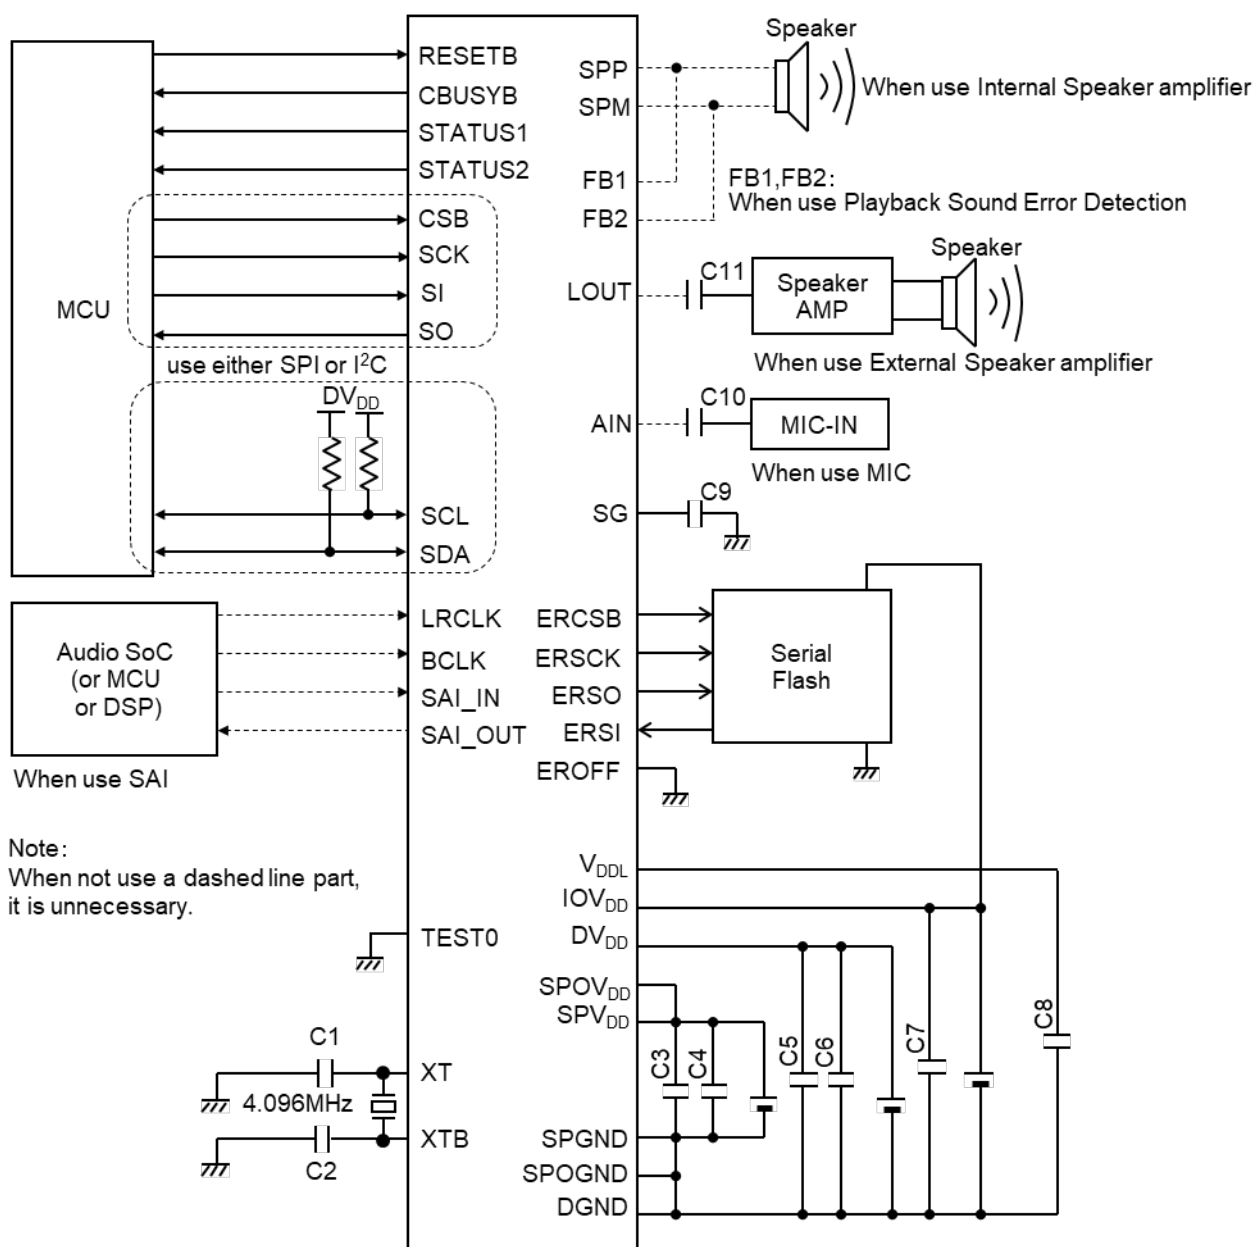 Speaker
RESETB
SPP
When use Internal Speaker amplifier
CBUSYB
SPM
STATUS1
STATUS2
FB1
FB1,FB2:
When use Playback Sound Error Detection
CSB
FB2
SCK
Speaker
C11
MCU
SI
LOUT
Speaker
AMP
SO
use either SPI or I²C
When use External Speaker amplifier
DVDD
C10
AIN
MIC-IN
When use MIC
C9
SCL
SG
SDA
LRCLK
ERCSB
Audio SoC
(or MCU
or DSP)
BCLK
ERSCK
Serial
Flash
SAI_IN
ERSO
SAI_OUT
ERSI
When use SAI
EROFF
Note:
When not use a dashed line part,
it is unnecessary.
VDDL
IOVDD
TEST0
DVDD
SPOVDD
SPVDD
C1
C3
C4
C5
C6
C7
C8
XT
4.096MHz
XTB
SPGND
C2
SPOGND
DGND